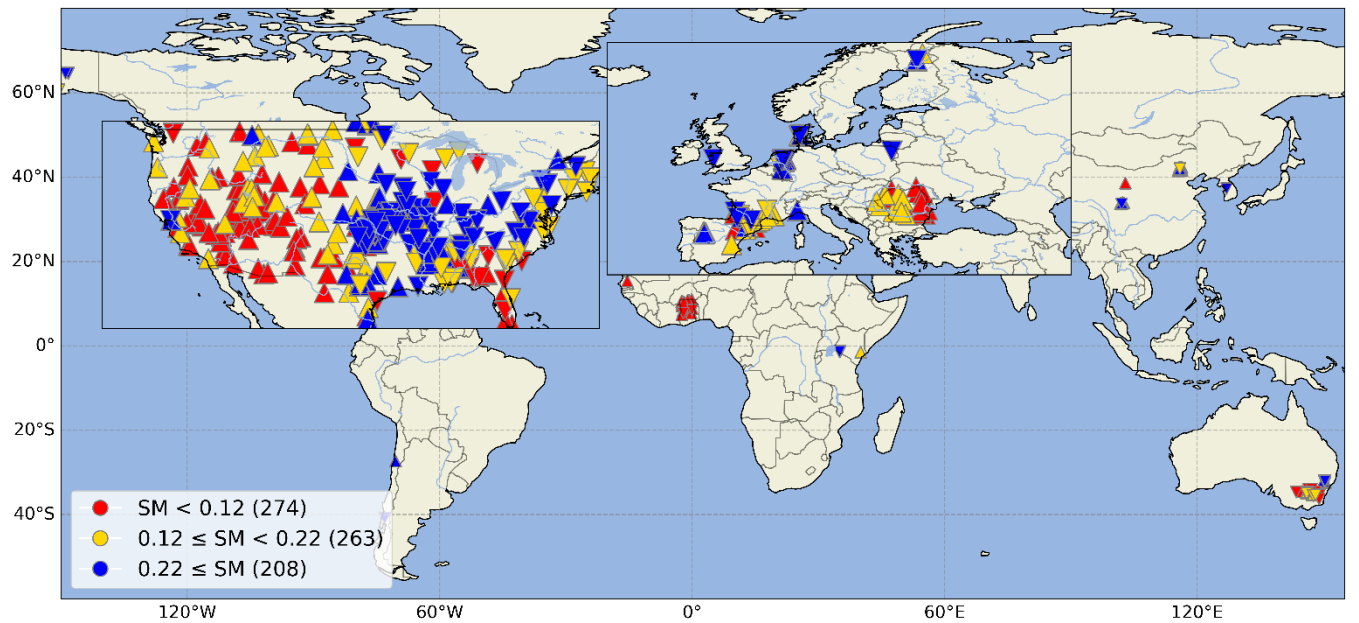 60°N
40°N
20°N
0°
20°S
40°S
SM < 0.12 (274)
0.12 ≤ SM < 0.22 (263)
0.22 ≤ SM (208)
120°W 60°W 0° 60°E 120°E